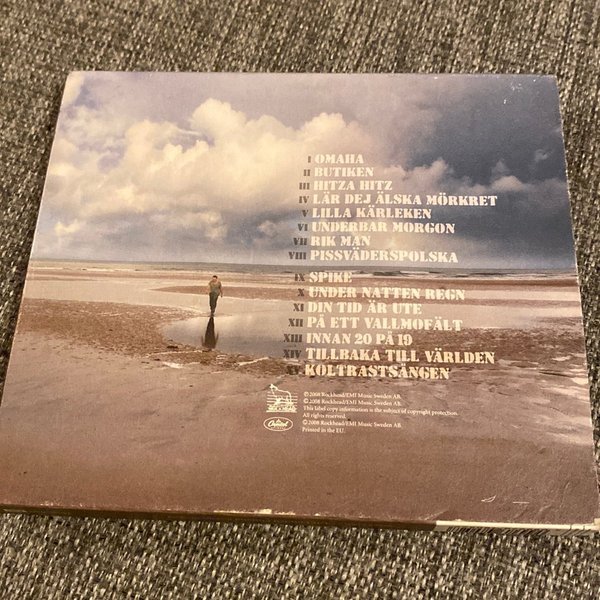 I OMAHA
II BUTIKEN
III HITZA HITZ
IV LÄR DEJ ÄLSKA MÖRKRET
V LILLA KÄRLEKEN
VI UNDERBAR MORGON
VII RIK MAN
VIII PISSVÄDERSPOLSKA
IX SPIKE
X UNDER NATTEN REGN
XI DIN TID ÄR UTE
XII PÅ ETT VALLMOFÄLT
XIII INNAN 20 PÅ 19
XIV TILLBAKA TILL VÄRLDEN
XV KOLTRASTSÅNGEN
℗ 2008 Rockhead/EMI Music Sweden AB.
© 2008 Rockhead/EMI Music Sweden AB.
This label copy information is the subject of copyright protection.
All rights reserved.
© 2008 Rockhead/EMI Music Sweden AB.
Printed in the EU.
Capitol